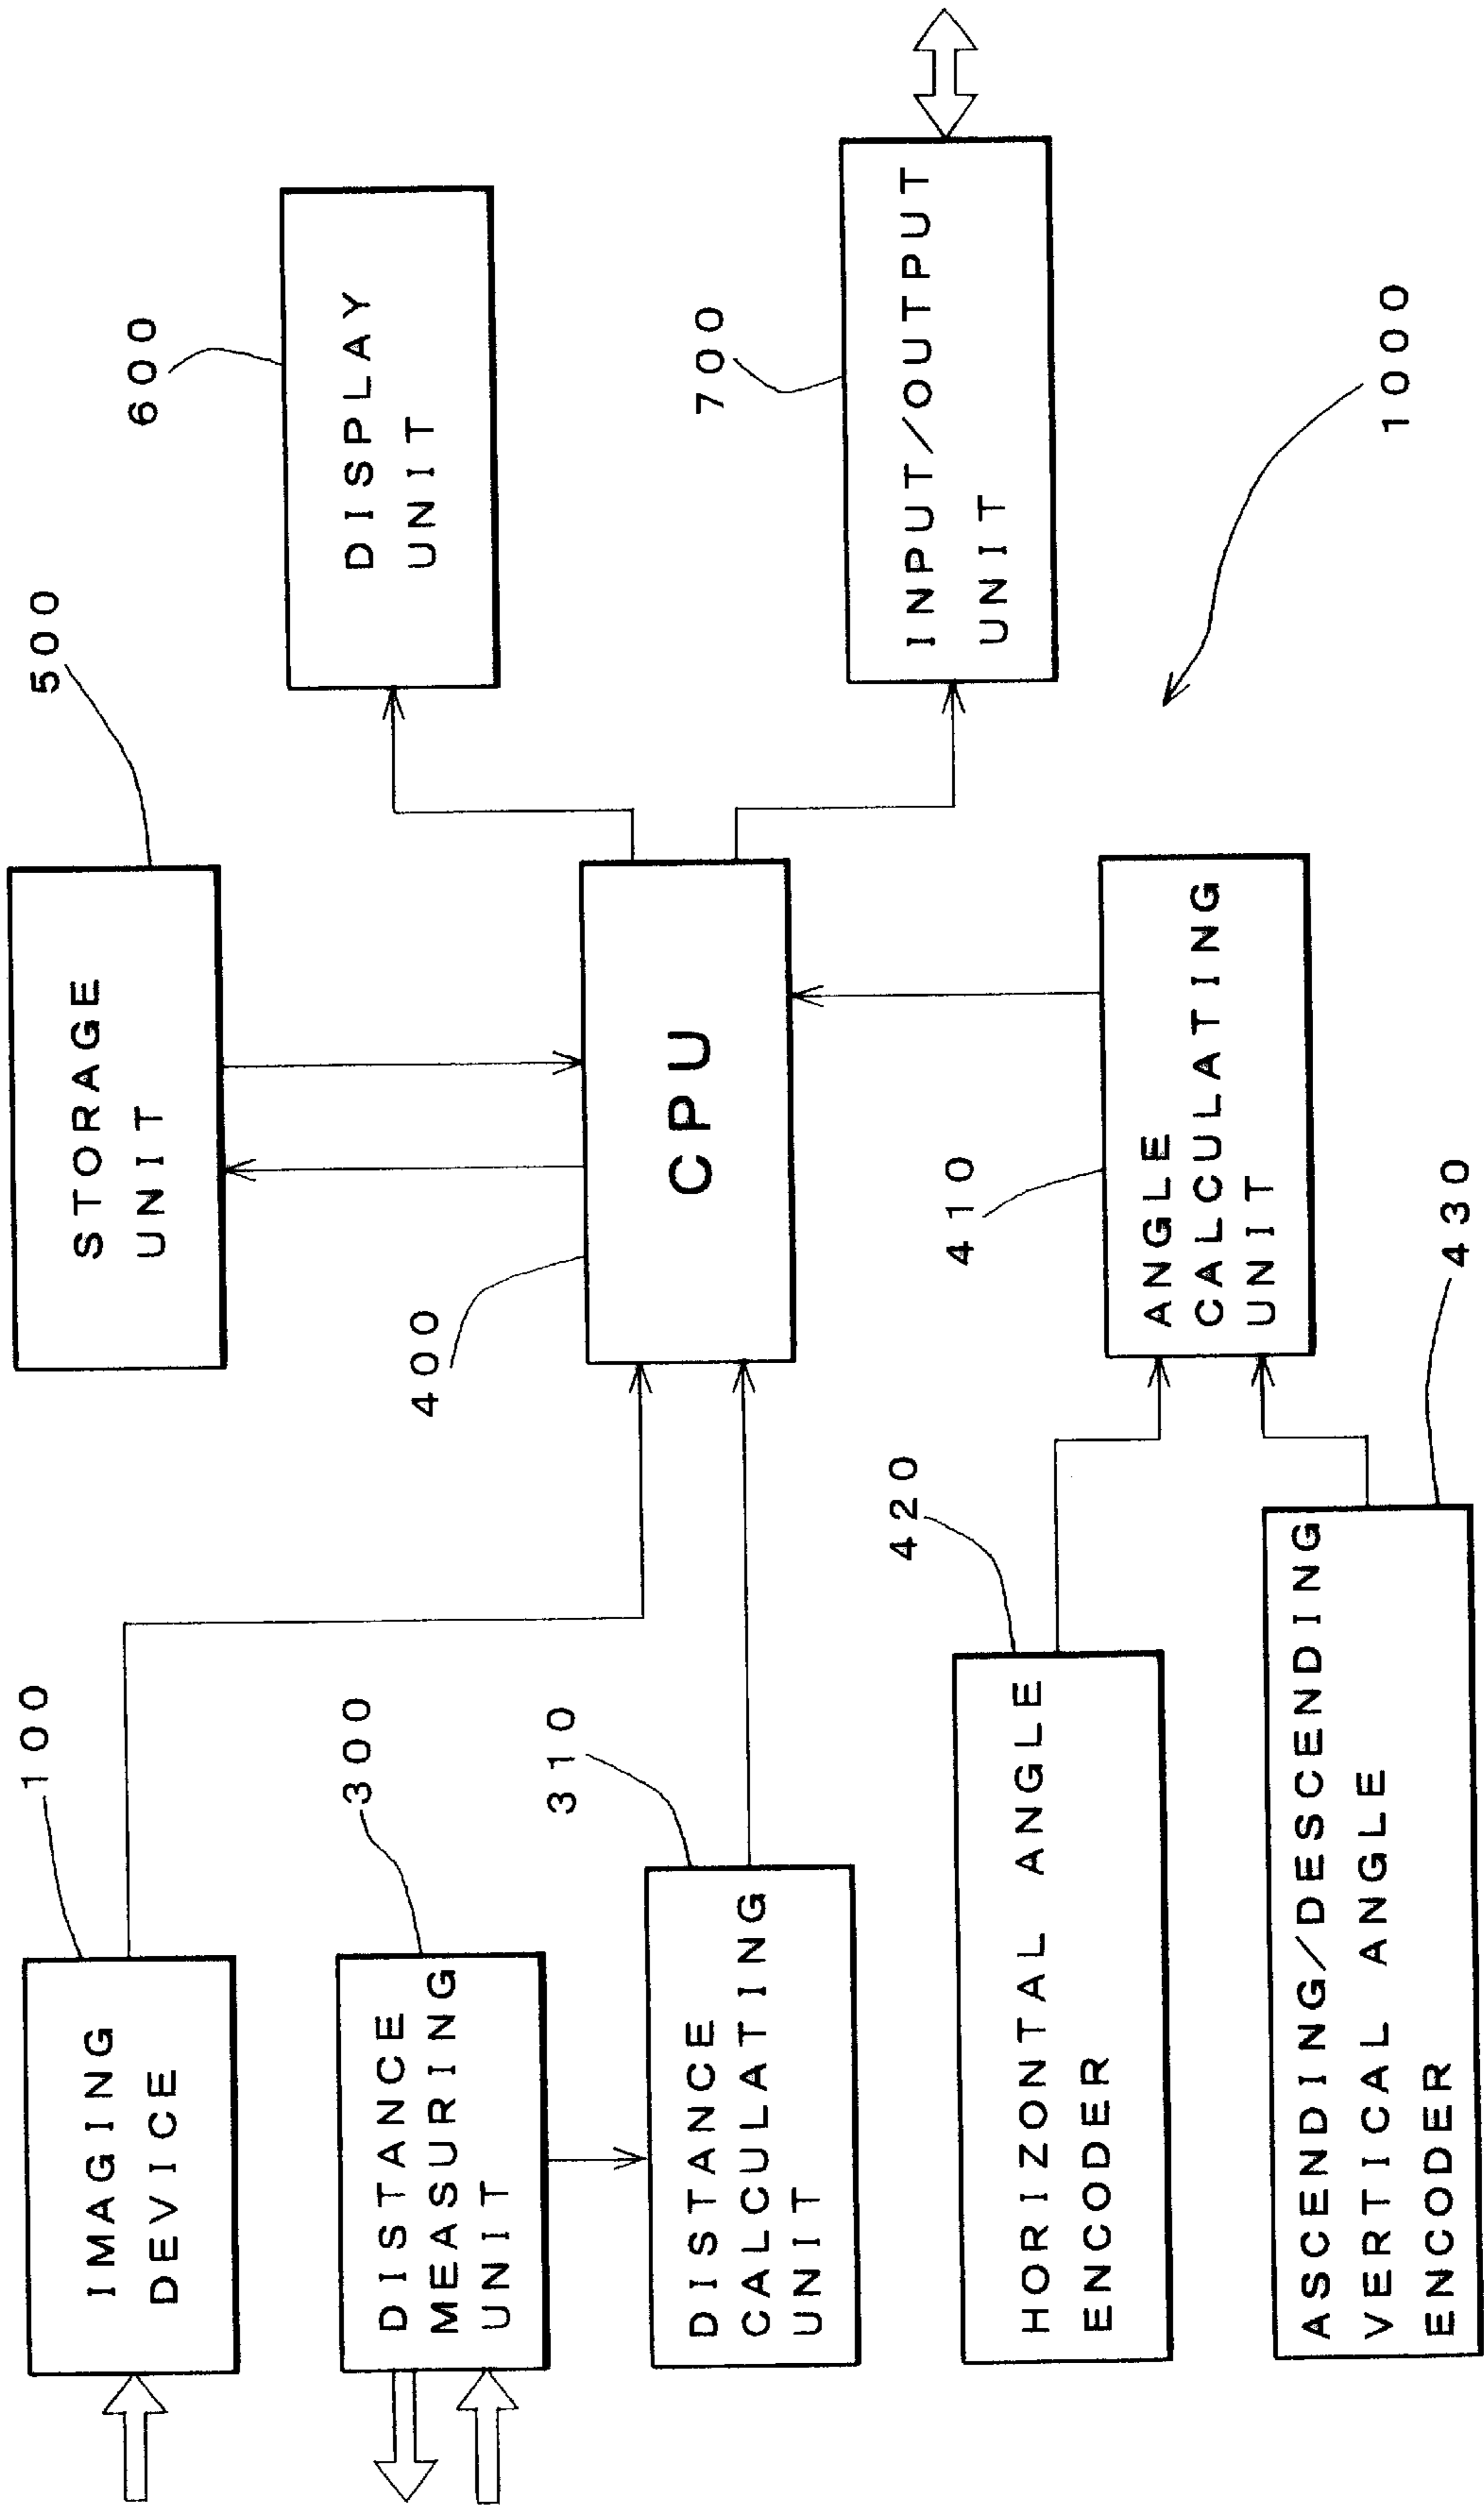 100
IMAGING
DEVICE
300
DISTANCE
MEASURING
UNIT
310
DISTANCE
CALCULATING
UNIT
420
HORIZONTAL ANGLE
ENCODER
430
ASCENDING/DESCENDING
VERTICAL ANGLE
ENCODER
500
STORAGE
UNIT
400
CPU
410
ANGLE
CALCULATING
UNIT
600
DISPLAY
UNIT
700
INPUT/OUTPUT
UNIT
1000